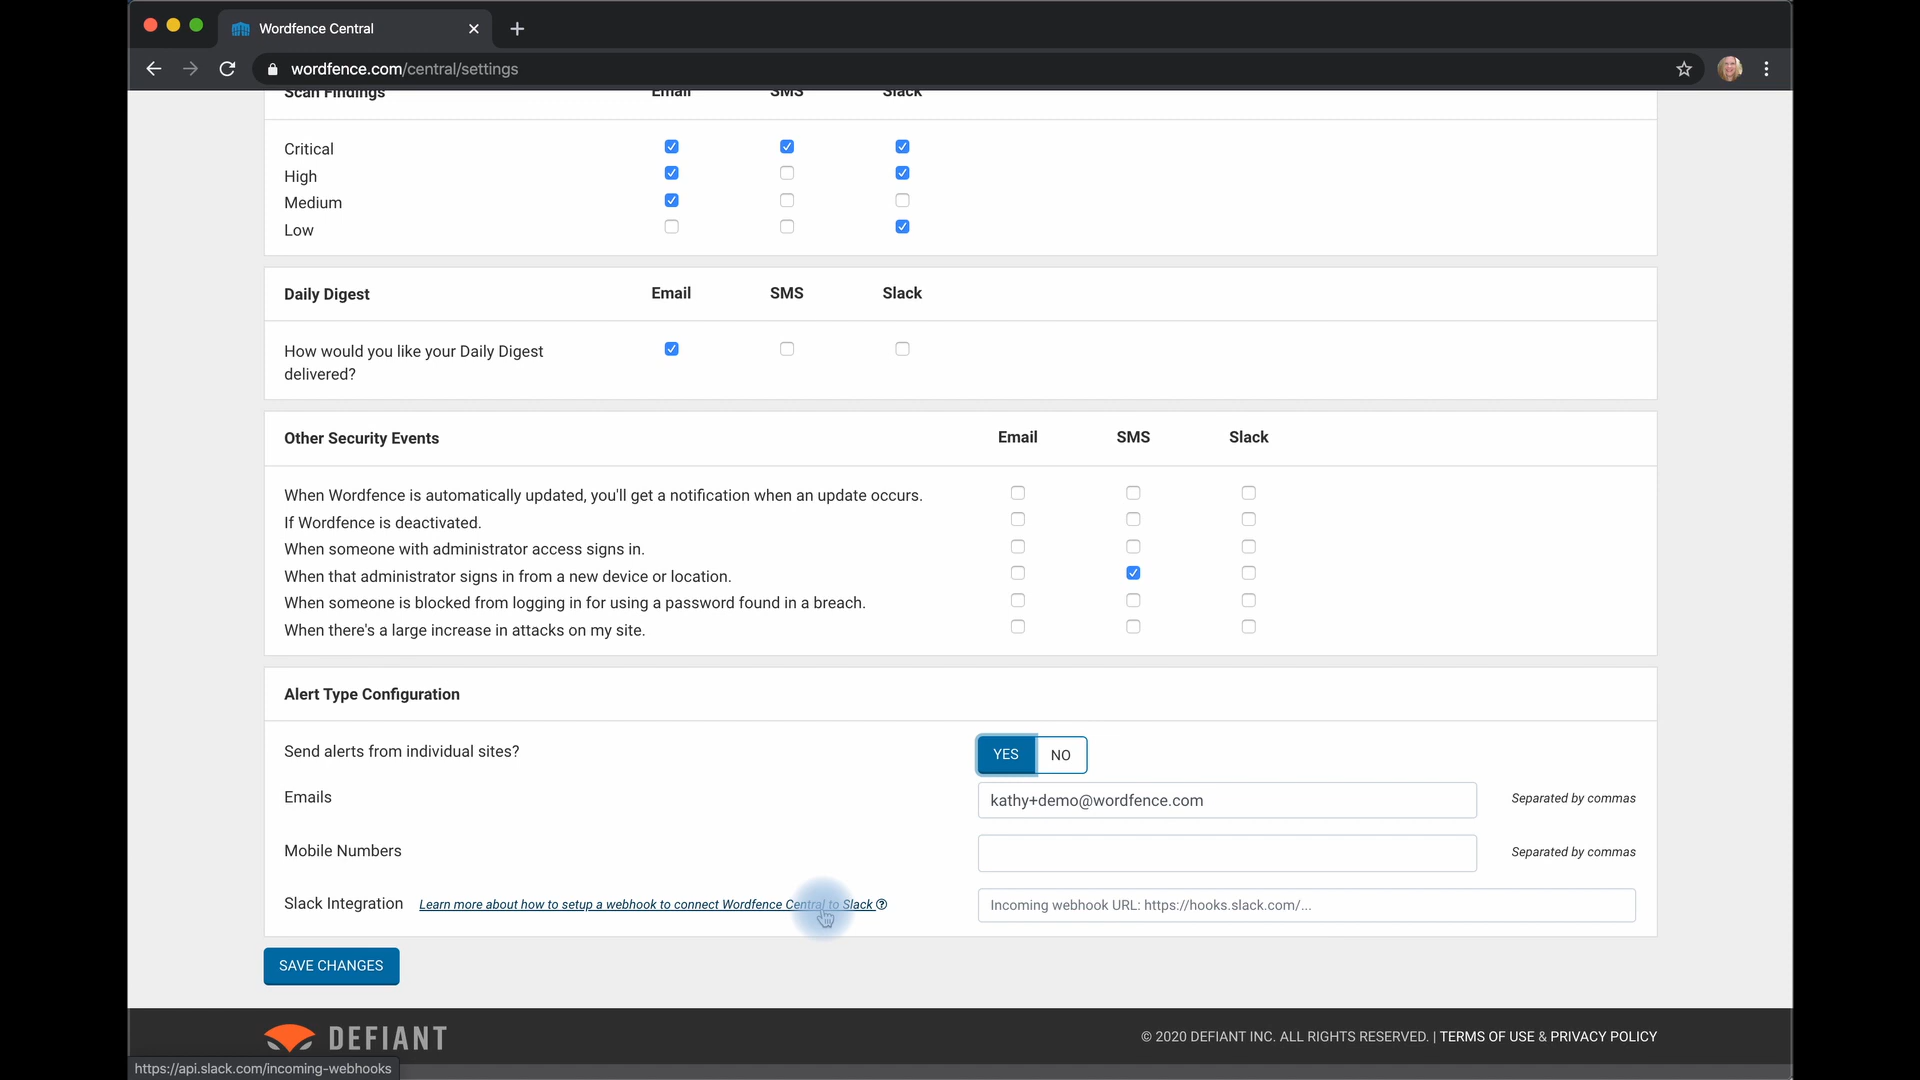 Wordfence Central
wordfence.com/central/settings
Scan Findings Email SMS Slack
Critical
High
Medium
Low
Daily Digest Email SMS Slack
How would you like your Daily Digest
delivered?
Other Security Events Email SMS Slack
When Wordfence is automatically updated, you'll get a notification when an update occurs.
If Wordfence is deactivated.
When someone with administrator access signs in.
When that administrator signs in from a new device or location.
When someone is blocked from logging in for using a password found in a breach.
When there's a large increase in attacks on my site.
Alert Type Configuration
Send alerts from individual sites? YES NO
Emails kathy+demo@wordfence.com Separated by commas
Mobile Numbers Separated by commas
Slack Integration Learn more about how to setup a webhook to connect Wordfence Central to Slack Incoming webhook URL: https://hooks.slack.com/...
SAVE CHANGES
DEFIANT © 2020 DEFIANT INC. ALL RIGHTS RESERVED. | TERMS OF USE & PRIVACY POLICY
https://api.slack.com/incoming-webhooks